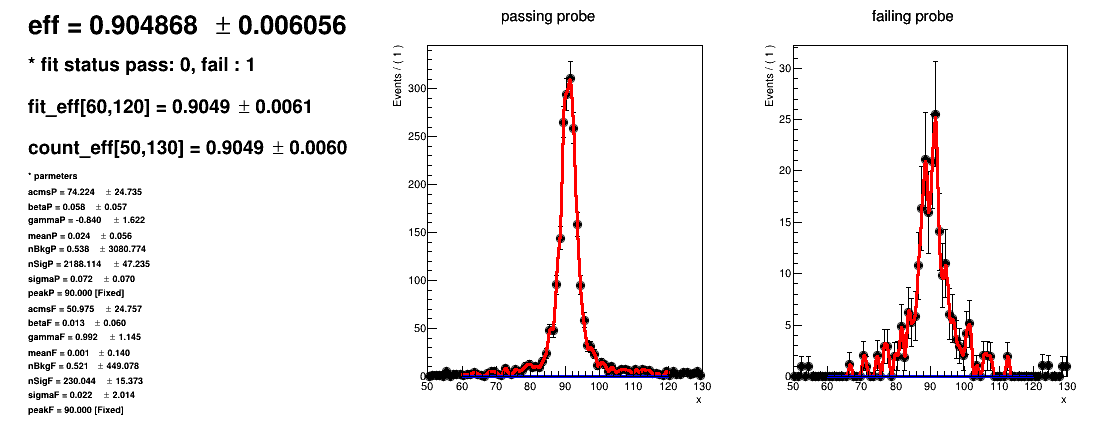 eff = 0.904868 ± 0.006056
* fit status pass: 0, fail : 1
fit_eff[60,120] = 0.9049 ± 0.0061
count_eff[50,130] = 0.9049 ± 0.0060
* parmeters
acmsP = 74.224 ± 24.735
betaP = 0.058 ± 0.057
gammaP = -0.840 ± 1.622
meanP = 0.024 ± 0.056
nBkgP = 0.538 ± 3080.774
nSigP = 2188.114 ± 47.235
sigmaP = 0.072 ± 0.070
peakP = 90.000 [Fixed]
acmsF = 50.975 ± 24.757
betaF = 0.013 ± 0.060
gammaF = 0.992 ± 1.145
meanF = 0.001 ± 0.140
nBkgF = 0.521 ± 449.078
nSigF = 230.044 ± 15.373
sigmaF = 0.022 ± 2.014
peakF = 90.000 [Fixed]
passing probe
Events / ( 1 )
300
250
200
150
100
50
0
50 60 70 80 90 100 110 120 130
x
failing probe
Events / ( 1 )
30
25
20
15
10
5
0
50 60 70 80 90 100 110 120 130
x